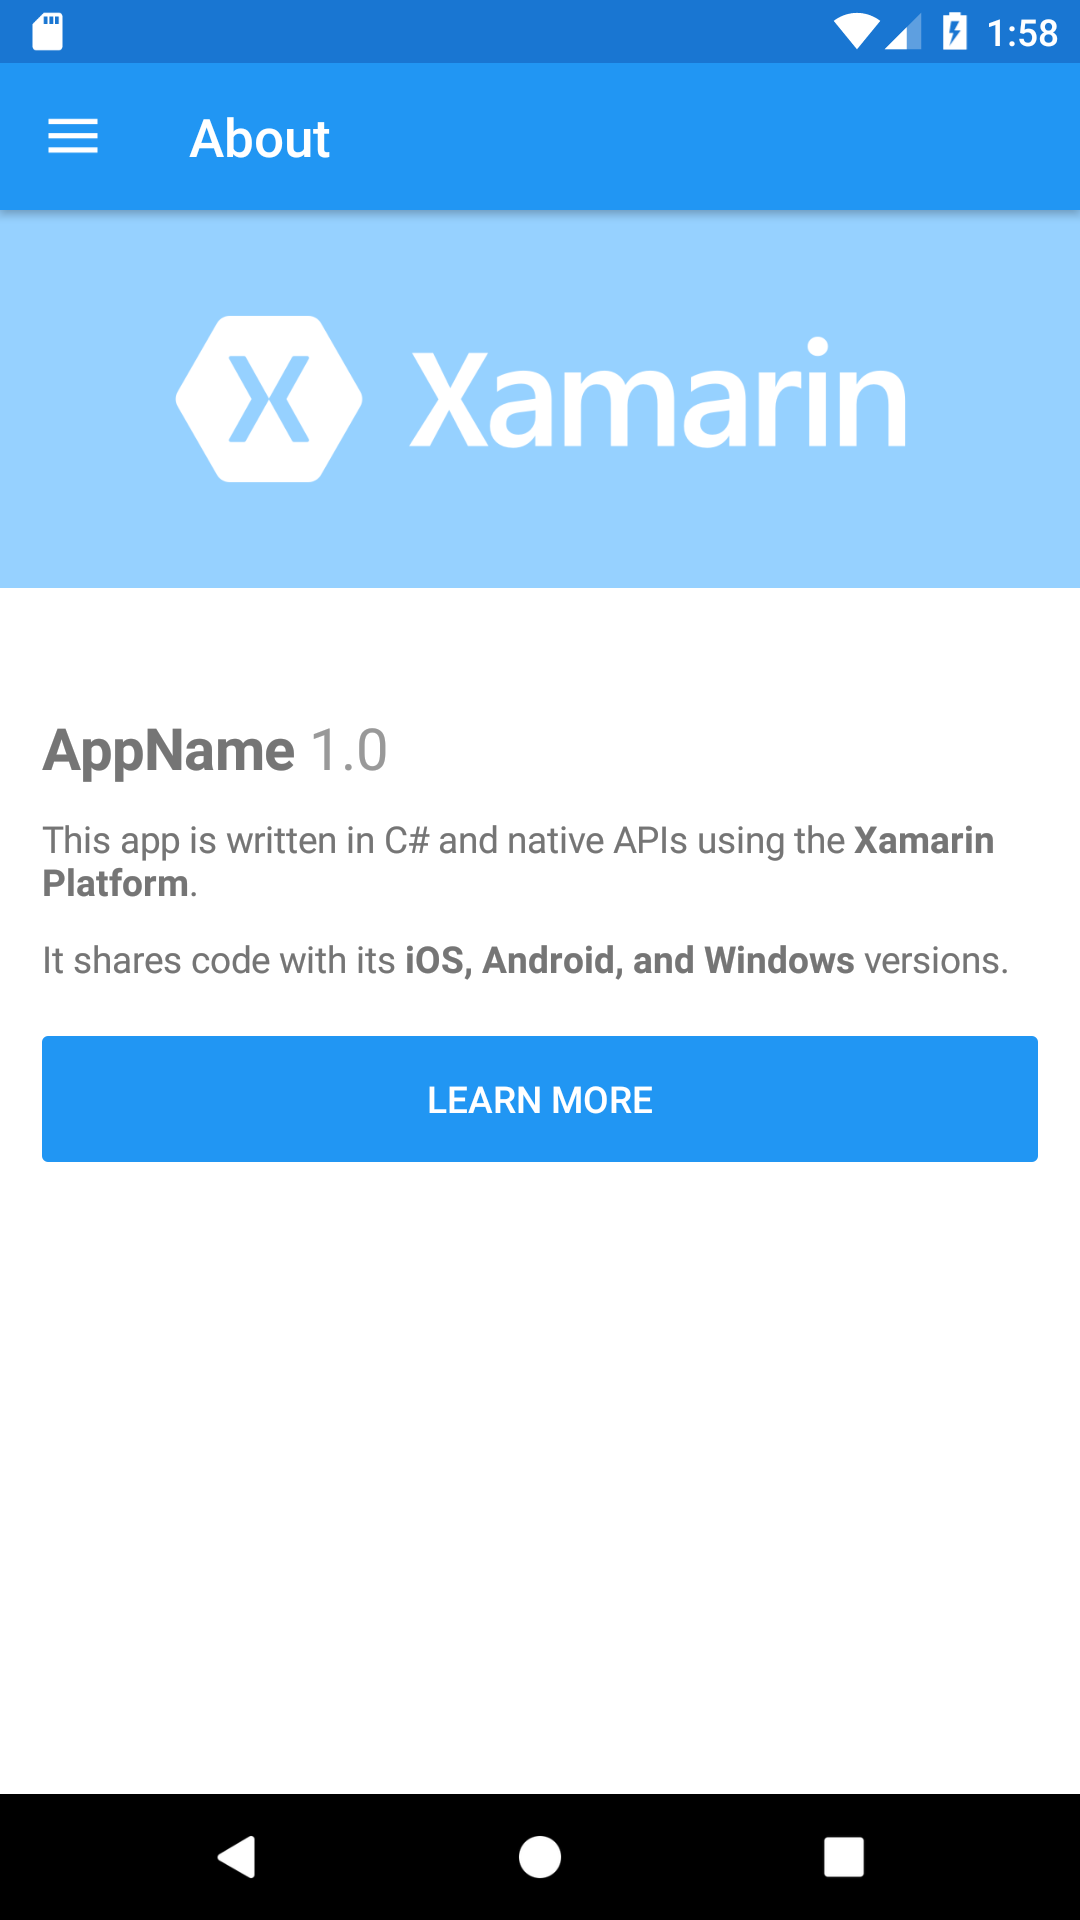 1:58
About
Xamarin
AppName 1.0
This app is written in C# and native APIs using the Xamarin
Platform.
It shares code with its iOS, Android, and Windows versions.
LEARN MORE